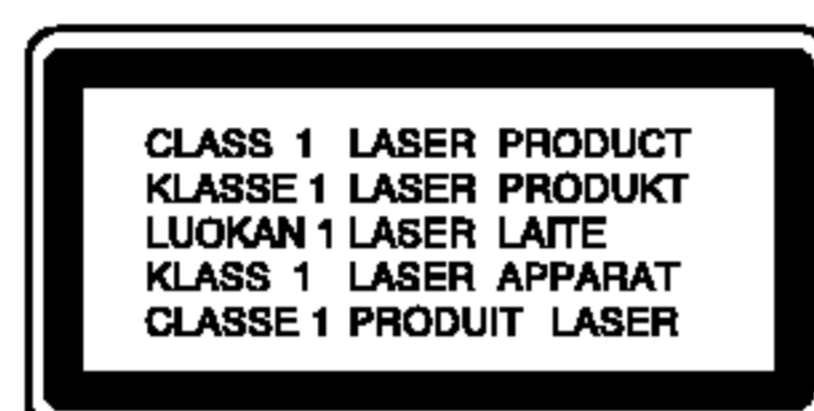 CLASS 1 LASER PRODUCT
KLASSE 1 LASER PRODUKT
LUOKAN 1 LASER LAITE
KLASS 1 LASER APPARAT
CLASSE 1 PRODUIT LASER